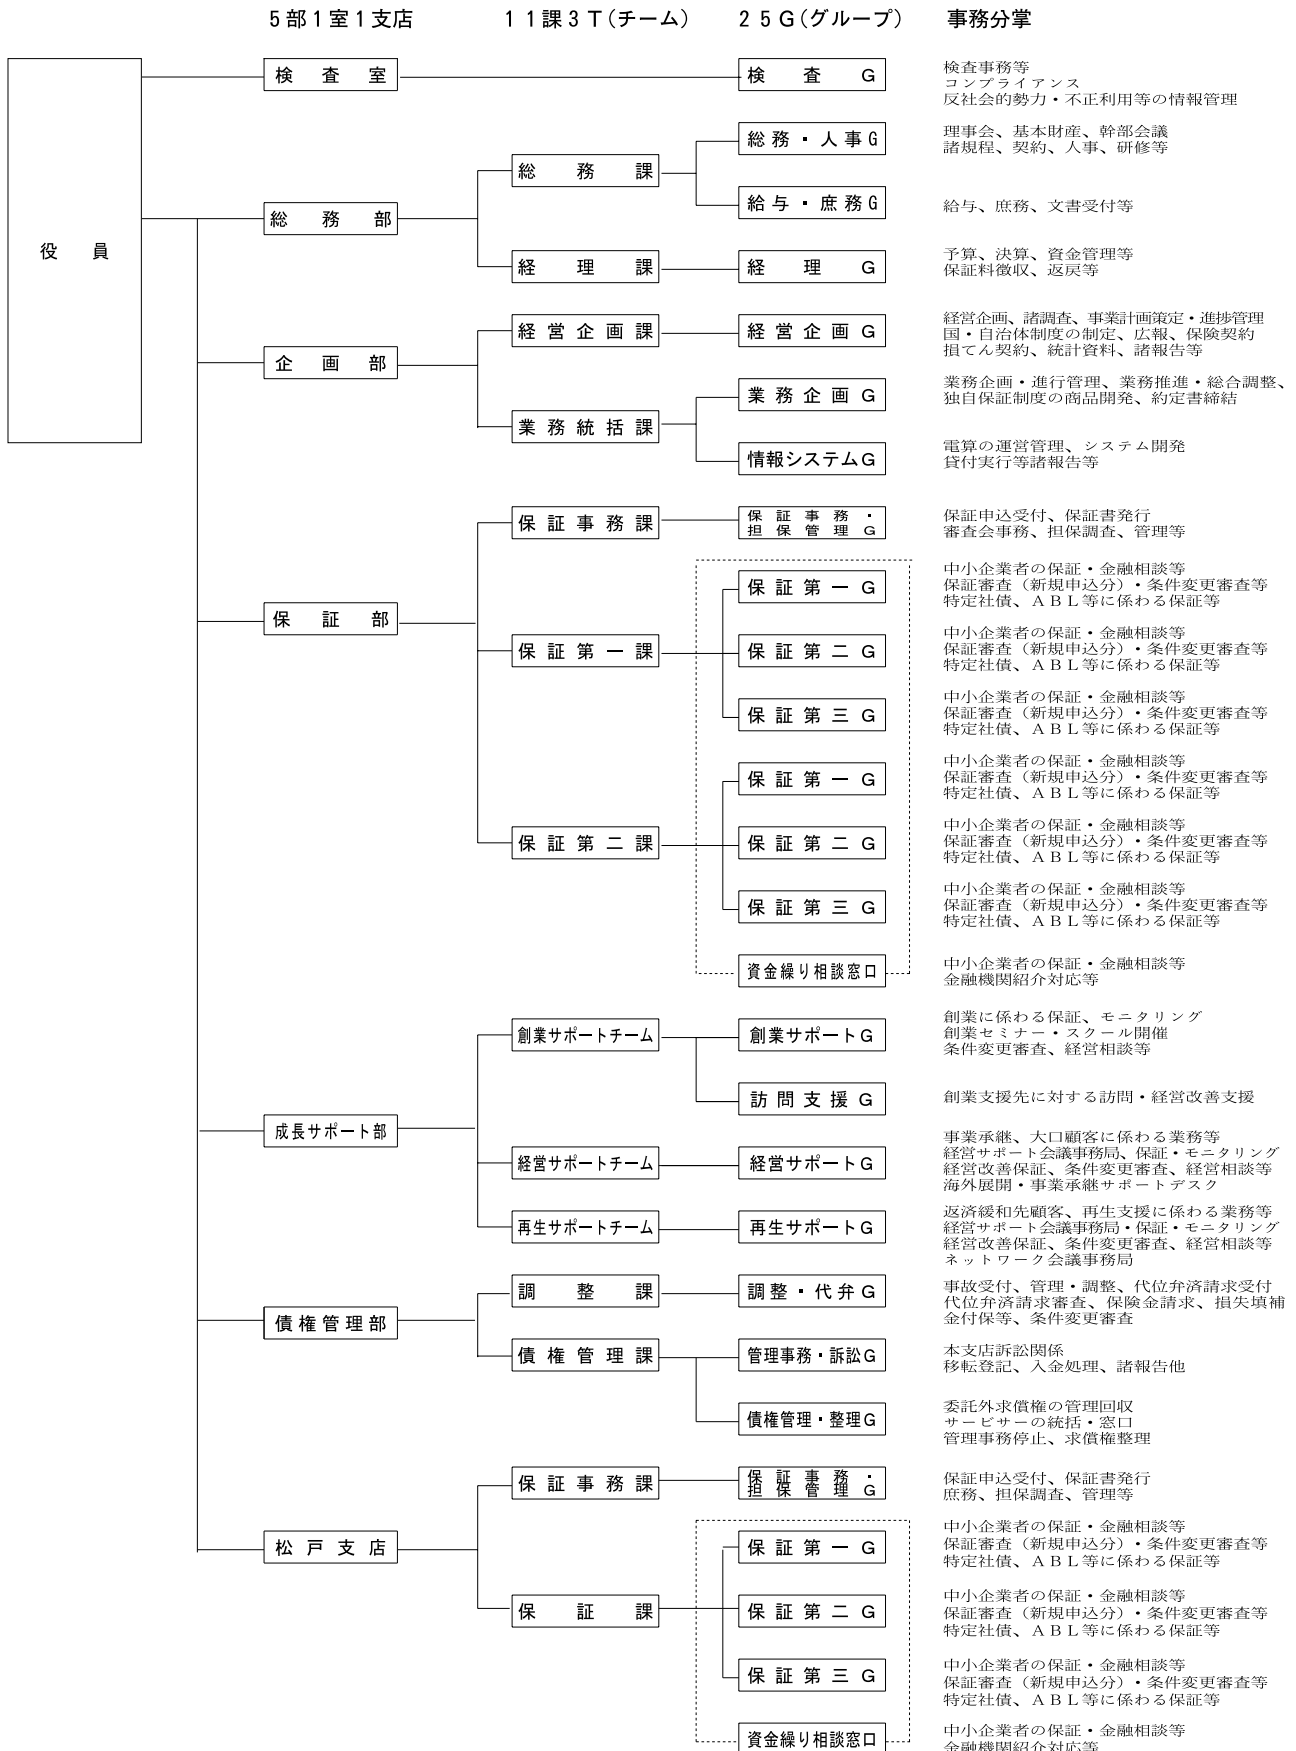 5部1室1支店 11課3T(チーム) 25G(グループ) 事務分掌
役員
検査室 検査G
検査事務等
コンプライアンス
反社会的勢力・不正利用等の情報管理
総務部
総務課
総務・人事G
理事会、基本財産、幹部会議
諸規程、契約、人事、研修等
給与・庶務G
給与、庶務、文書受付等
経理課 経理G
予算、決算、資金管理等
保証料徴収、返戻等
企画部
経営企画課 経営企画G
経営企画、諸調査、事業計画策定・進捗管理
国・自治体制度の制定、広報、保険契約
損てん契約、統計資料、諸報告等
業務統括課
業務企画G
業務企画・進行管理、業務推進・総合調整、
独自保証制度の商品開発、約定書締結
情報システムG
電算の運営管理、システム開発
貸付実行等諸報告等
保証部
保証事務課
保証事務・
担保管理G
保証申込受付、保証書発行
審査会事務、担保調査、管理等
保証第一課
保証第一G
中小企業者の保証・金融相談等
保証審査（新規申込分）・条件変更審査等
特定社債、ＡＢＬ等に係わる保証等
保証第二G
中小企業者の保証・金融相談等
保証審査（新規申込分）・条件変更審査等
特定社債、ＡＢＬ等に係わる保証等
保証第三G
中小企業者の保証・金融相談等
保証審査（新規申込分）・条件変更審査等
特定社債、ＡＢＬ等に係わる保証等
保証第二課
保証第一G
中小企業者の保証・金融相談等
保証審査（新規申込分）・条件変更審査等
特定社債、ＡＢＬ等に係わる保証等
保証第二G
中小企業者の保証・金融相談等
保証審査（新規申込分）・条件変更審査等
特定社債、ＡＢＬ等に係わる保証等
保証第三G
中小企業者の保証・金融相談等
保証審査（新規申込分）・条件変更審査等
特定社債、ＡＢＬ等に係わる保証等
資金繰り相談窓口
中小企業者の保証・金融相談等
金融機関紹介対応等
成長サポート部
創業サポートチーム 創業サポートG
創業に係わる保証、モニタリング
創業セミナー・スクール開催
条件変更審査、経営相談等
訪問支援G
創業支援先に対する訪問・経営改善支援
経営サポートチーム 経営サポートG
事業承継、大口顧客に係わる業務等
経営サポート会議事務局、保証・モニタリング
経営改善保証、条件変更審査、経営相談等
海外展開・事業承継サポートデスク
再生サポートチーム 再生サポートG
返済緩和先顧客、再生支援に係わる業務等
経営サポート会議事務局・保証・モニタリング
経営改善保証、条件変更審査、経営相談等
ネットワーク会議事務局
債権管理部
調整課 調整・代弁G
事故受付、管理・調整、代位弁済請求受付
代位弁済請求審査、保険金請求、損失填補
金付保等、条件変更審査
債権管理課
管理事務・訴訟G
本支店訴訟関係
移転登記、入金処理、諸報告他
債権管理・整理G
委託外求償権の管理回収
サービサーの統括・窓口
管理事務停止、求償権整理
松戸支店
保証事務課
保証事務・
担保管理G
保証申込受付、保証書発行
庶務、担保調査、管理等
保証課
保証第一G
中小企業者の保証・金融相談等
保証審査（新規申込分）・条件変更審査等
特定社債、ＡＢＬ等に係わる保証等
保証第二G
中小企業者の保証・金融相談等
保証審査（新規申込分）・条件変更審査等
特定社債、ＡＢＬ等に係わる保証等
保証第三G
中小企業者の保証・金融相談等
保証審査（新規申込分）・条件変更審査等
特定社債、ＡＢＬ等に係わる保証等
資金繰り相談窓口
中小企業者の保証・金融相談等
金融機関紹介対応等